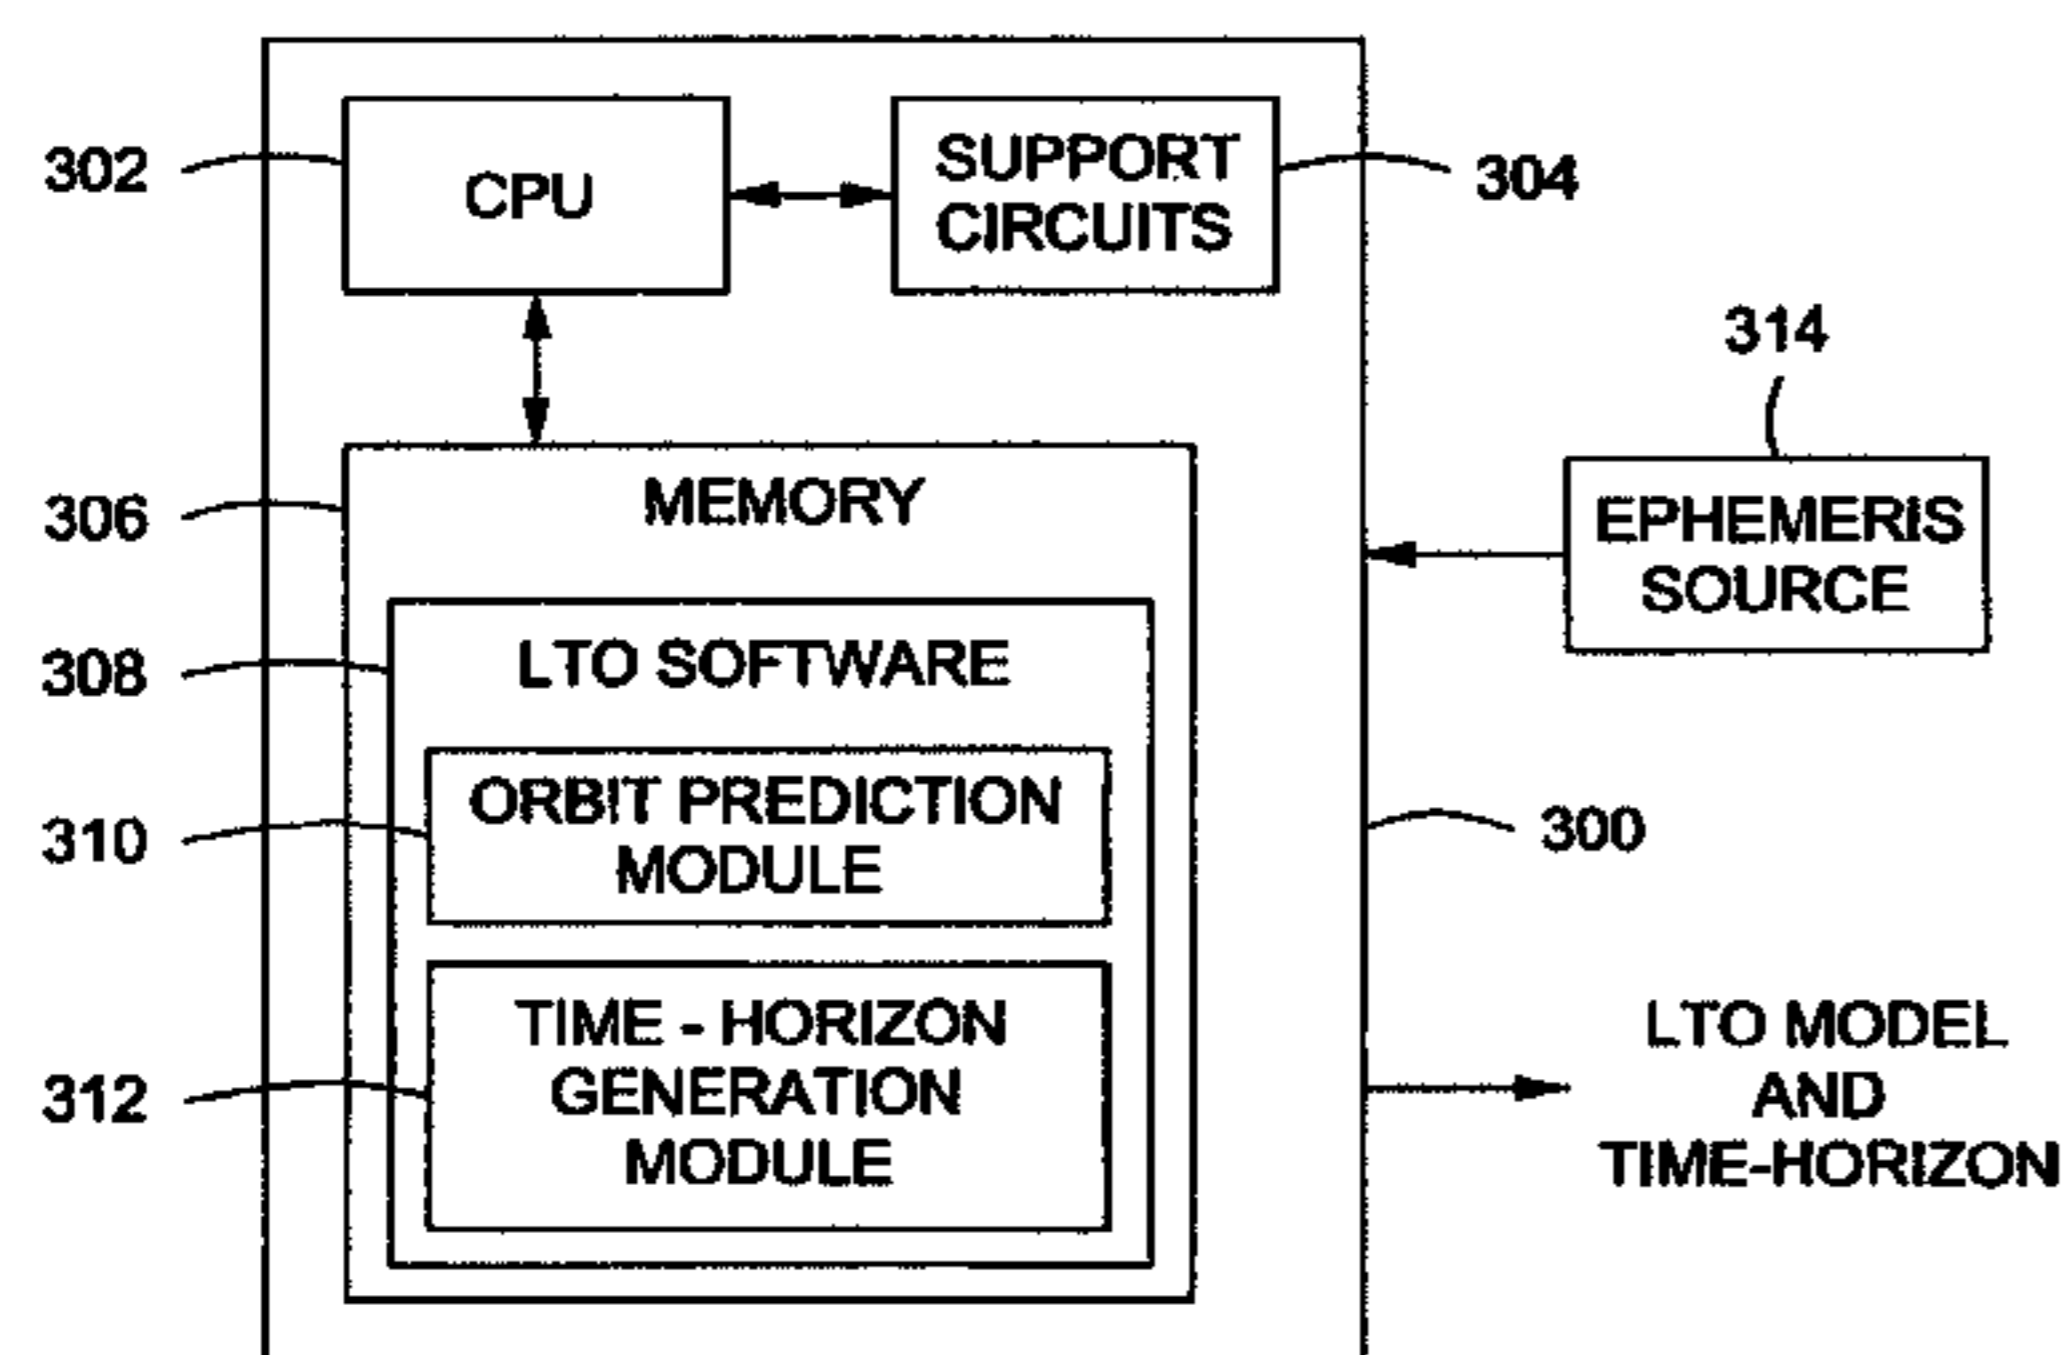 302
CPU
SUPPORT
CIRCUITS
304
314
306
MEMORY
EPHEMERIS
SOURCE
308
LTO SOFTWARE
310
ORBIT PREDICTION
MODULE
300
312
TIME - HORIZON
GENERATION
MODULE
LTO MODEL
AND
TIME-HORIZON